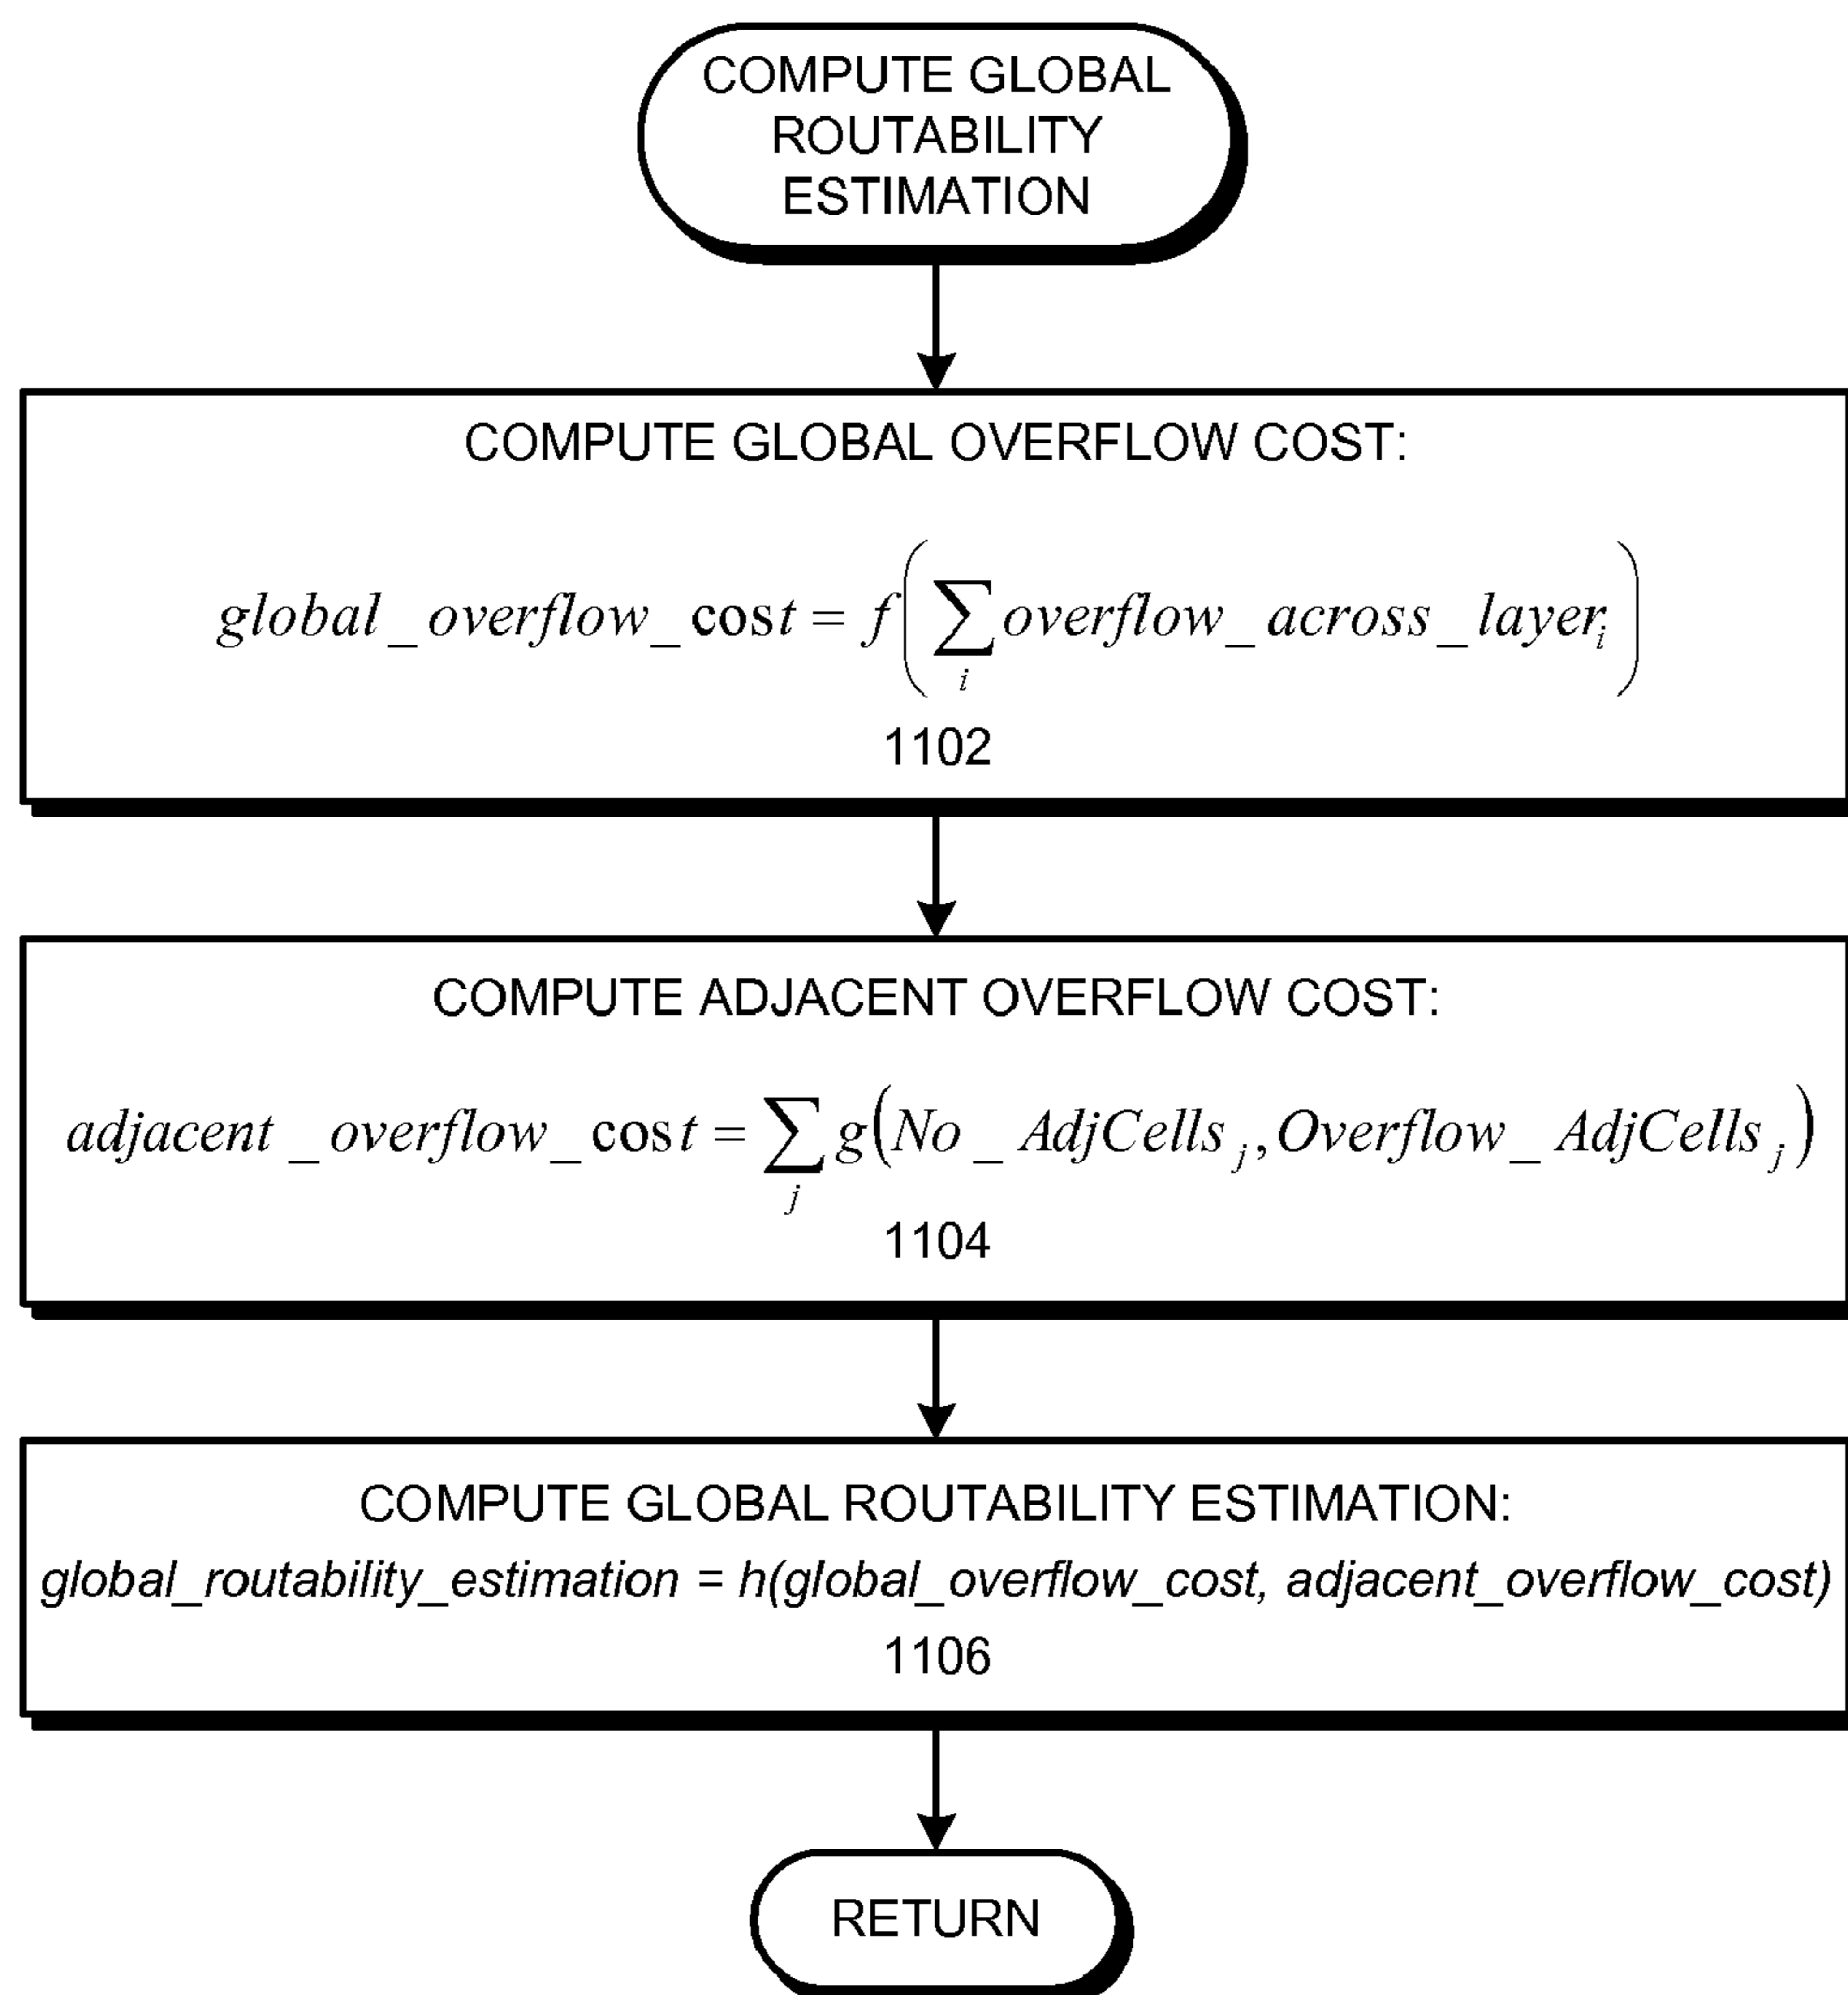 COMPUTE GLOBAL
ROUTABILITY
ESTIMATION
COMPUTE GLOBAL OVERFLOW COST:
global_overflow_cost = f(∑_i overflow_across_layer_i)
1102
COMPUTE ADJACENT OVERFLOW COST:
adjacent_overflow_cost = ∑_j g(No_AdjCells_j, Overflow_AdjCells_j)
1104
COMPUTE GLOBAL ROUTABILITY ESTIMATION:
global_routability_estimation = h(global_overflow_cost, adjacent_overflow_cost)
1106
RETURN